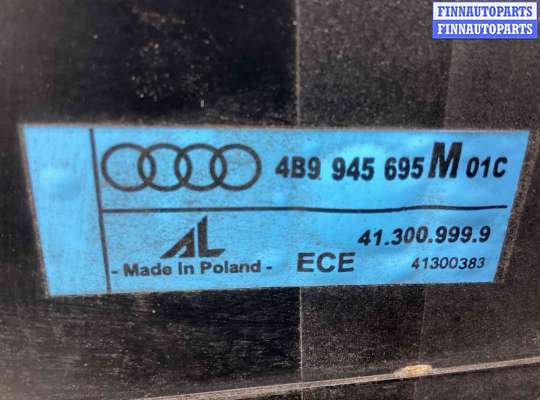 FINNAUTOPARTS
FINNAUTOPARTS
4B9 945 695 M 01C
AL
41.300.999.9
- Made In Poland - ECE 41300383